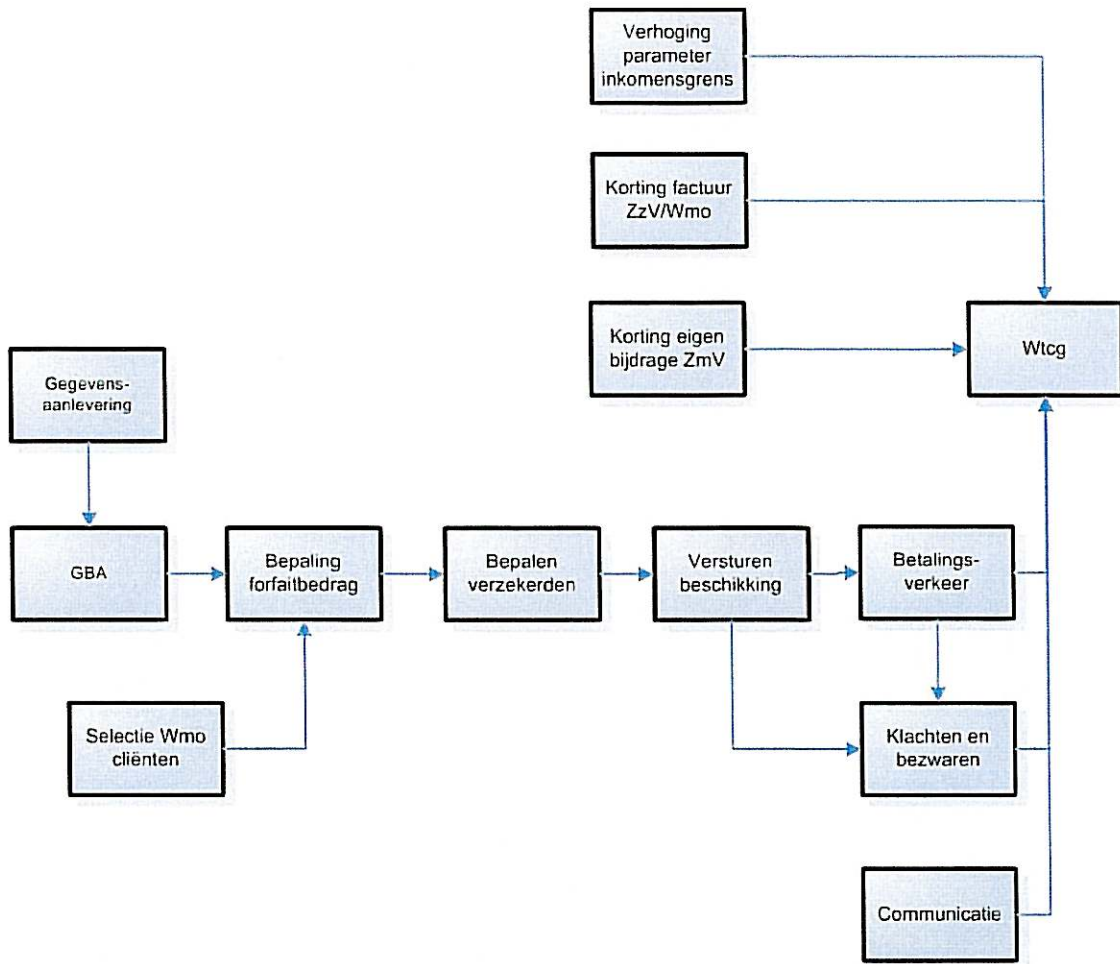 Verhoging
parameter
inkomensgrens
Korting factuur
ZzV/Wmo
Korting eigen
bijdrage ZmV
Wtcg
Gegevens-
aanlevering
GBA
Bepaling
forfaitbedrag
Bepalen
verzekerden
Versturen
beschikking
Betalings-
verkeer
Selectie Wmo
cliënten
Klachten en
bezwaren
Communicatie